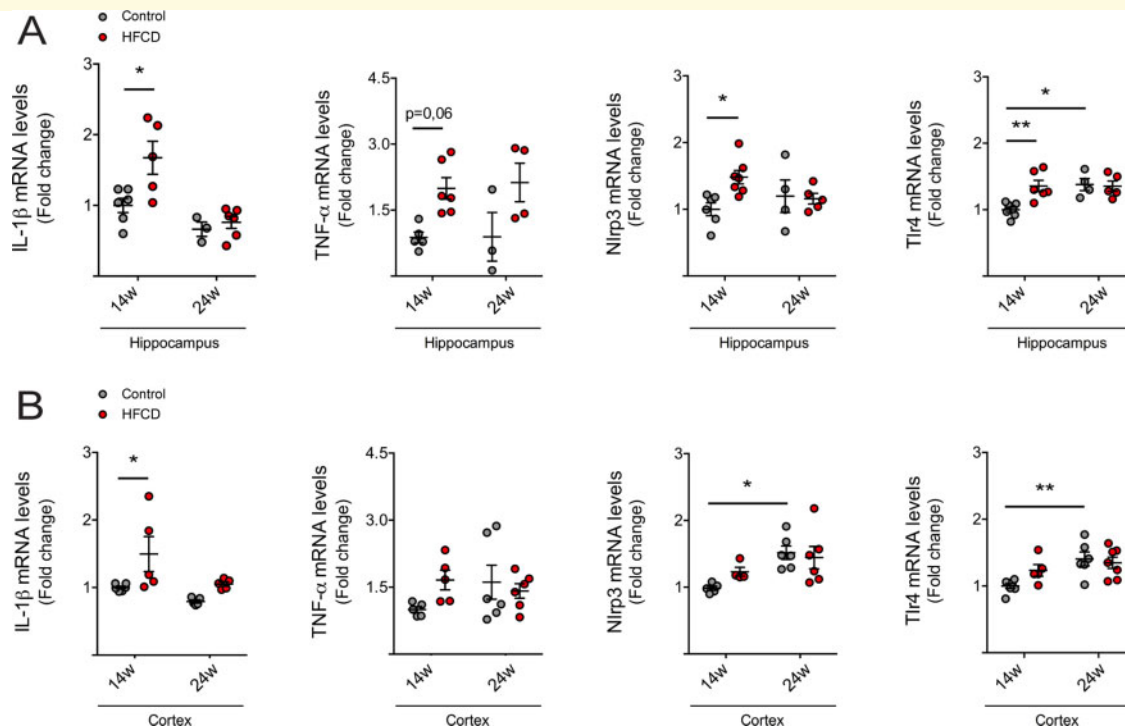 A
Control
HFCD
IL-1β mRNA levels
(Fold change)
3
2
1
*
14w
24w
Hippocampus
TNF-α mRNA levels
(Fold change)
4.5
3.0
1.5
p=0,06
14w
24w
Hippocampus
Nlrp3 mRNA levels
(Fold change)
3
2
1
*
14w
24w
Hippocampus
Tlr4 mRNA levels
(Fold change)
3
2
1
*
**
14w
24w
Hippocampus
B
Control
HFCD
IL-1β mRNA levels
(Fold change)
3
2
1
*
14w
24w
Cortex
TNF-α mRNA levels
(Fold change)
4.5
3.0
1.5
14w
24w
Cortex
Nlrp3 mRNA levels
(Fold change)
3
2
1
*
14w
24w
Cortex
Tlr4 mRNA levels
(Fold change)
3
2
1
**
14w
24w
Cortex